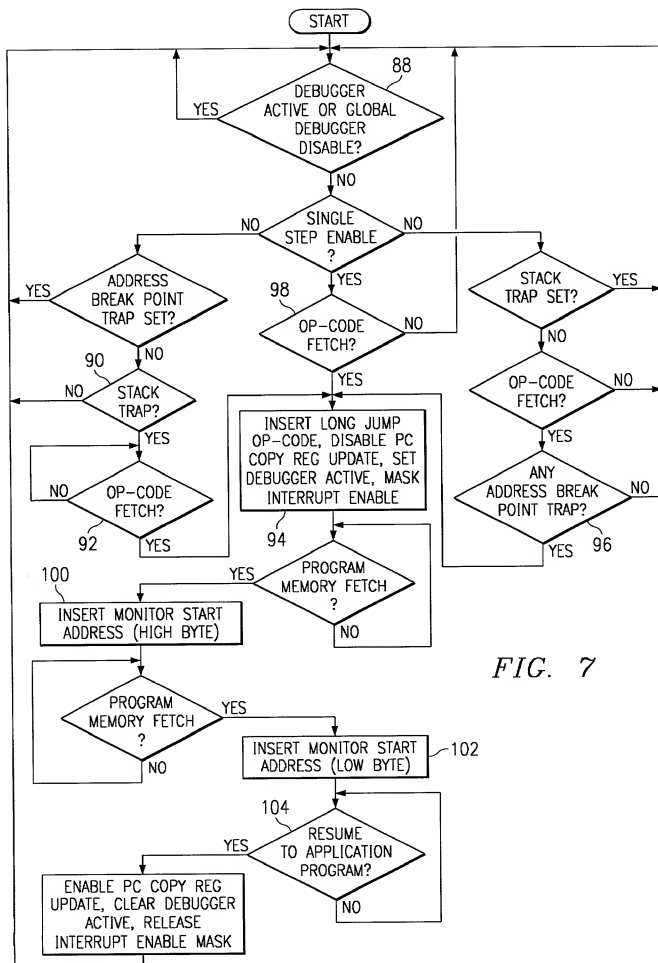 START
88
DEBUGGER
ACTIVE OR GLOBAL
DEBUGGER
DISABLE?
YES
NO
SINGLE
STEP ENABLE
?
NO
NO
YES
ADDRESS
BREAK POINT
TRAP SET?
YES
NO
98
OP-CODE
FETCH?
NO
YES
STACK
TRAP SET?
YES
NO
90
STACK
TRAP?
NO
YES
OP-CODE
FETCH?
NO
YES
INSERT LONG JUMP
OP-CODE, DISABLE PC
COPY REG UPDATE, SET
DEBUGGER ACTIVE, MASK
INTERRUPT ENABLE
94
OP-CODE
FETCH?
NO
92
YES
ANY
ADDRESS BREAK
POINT TRAP?
NO
96
YES
PROGRAM
MEMORY FETCH
?
YES
NO
100
INSERT MONITOR START
ADDRESS (HIGH BYTE)
FIG. 7
PROGRAM
MEMORY FETCH
?
YES
NO
INSERT MONITOR START
ADDRESS (LOW BYTE)
102
104
RESUME
TO APPLICATION
PROGRAM?
YES
NO
ENABLE PC COPY REG
UPDATE, CLEAR DEBUGGER
ACTIVE, RELEASE
INTERRUPT ENABLE MASK